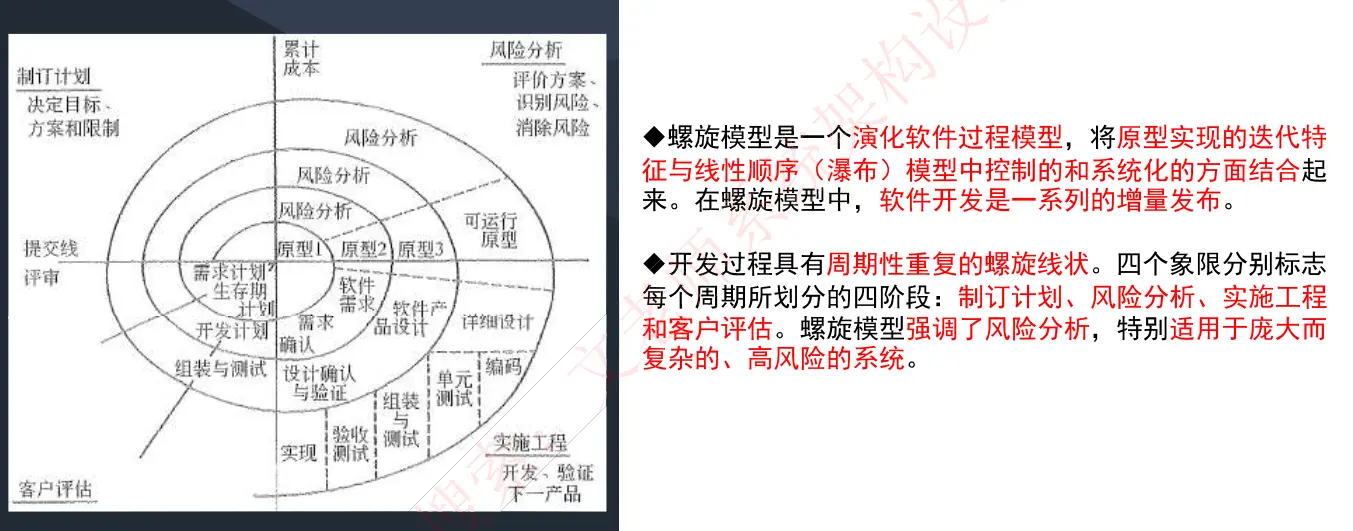 累计
成本
风险分析
制订计划
评价方案、
识别风险、
消除风险
决定目标、
方案和限制
风险分析
风险分析
风险分析
可运行
原型
提交线
原型1
原型2
原型3
评审
需求计划
生存期
计划
软件
需求
软件产
品设计
详细设计
需求
确认
开发计划
组装与测试
设计确认
与验证
编码
单元
测试
组装
与
测试
验收
测试
实现
实施工程
开发、验证
下一产品
客户评估
◆螺旋模型是一个演化软件过程模型，将原型实现的迭代特
征与线性顺序（瀑布）模型中控制的和系统化的方面结合起
来。在螺旋模型中，软件开发是一系列的增量发布。
◆开发过程具有周期性重复的螺旋线状。四个象限分别标志
每个周期所划分的四阶段：制订计划、风险分析、实施工程
和客户评估。螺旋模型强调了风险分析，特别适用于庞大而
复杂的、高风险的系统。